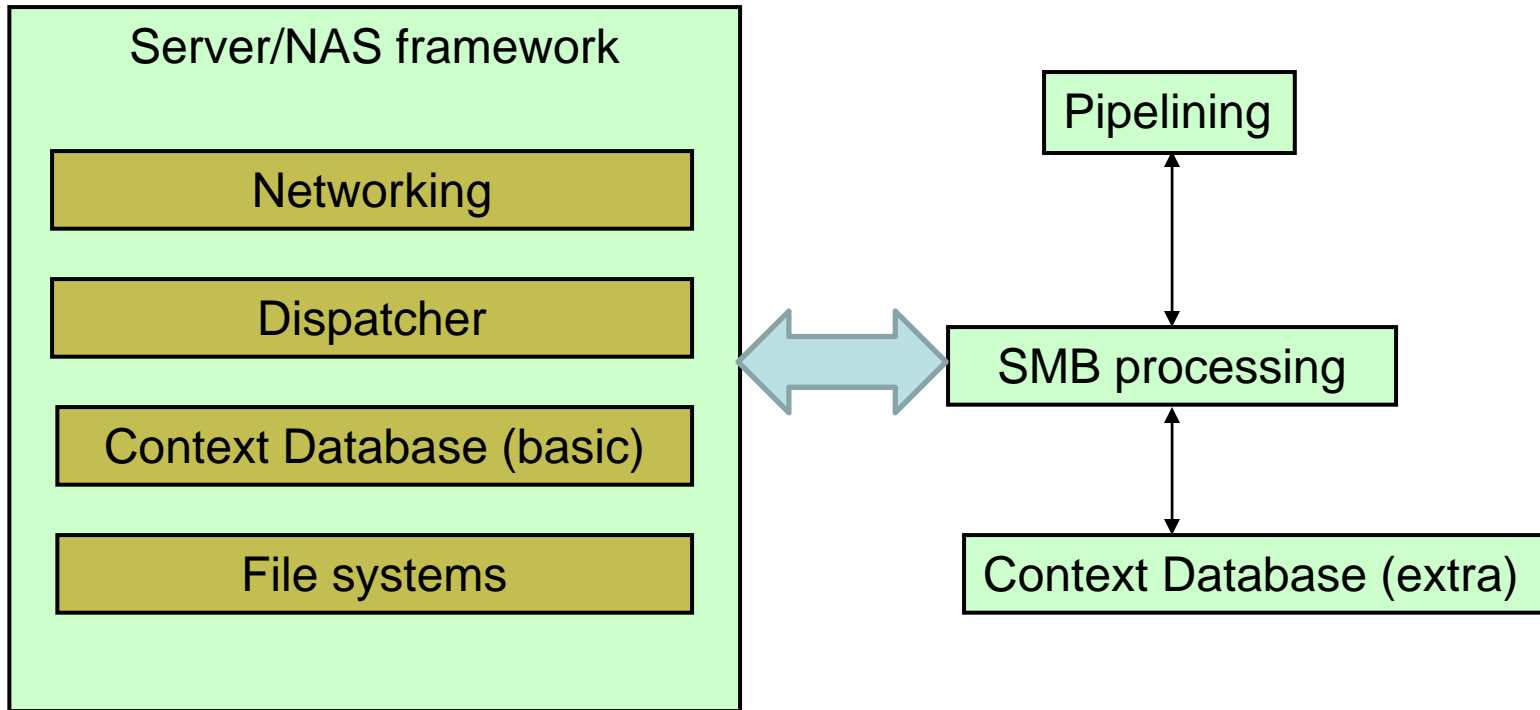 Server/NAS framework
Networking
Dispatcher
Context Database (basic)
File systems
Pipelining
SMB processing
Context Database (extra)